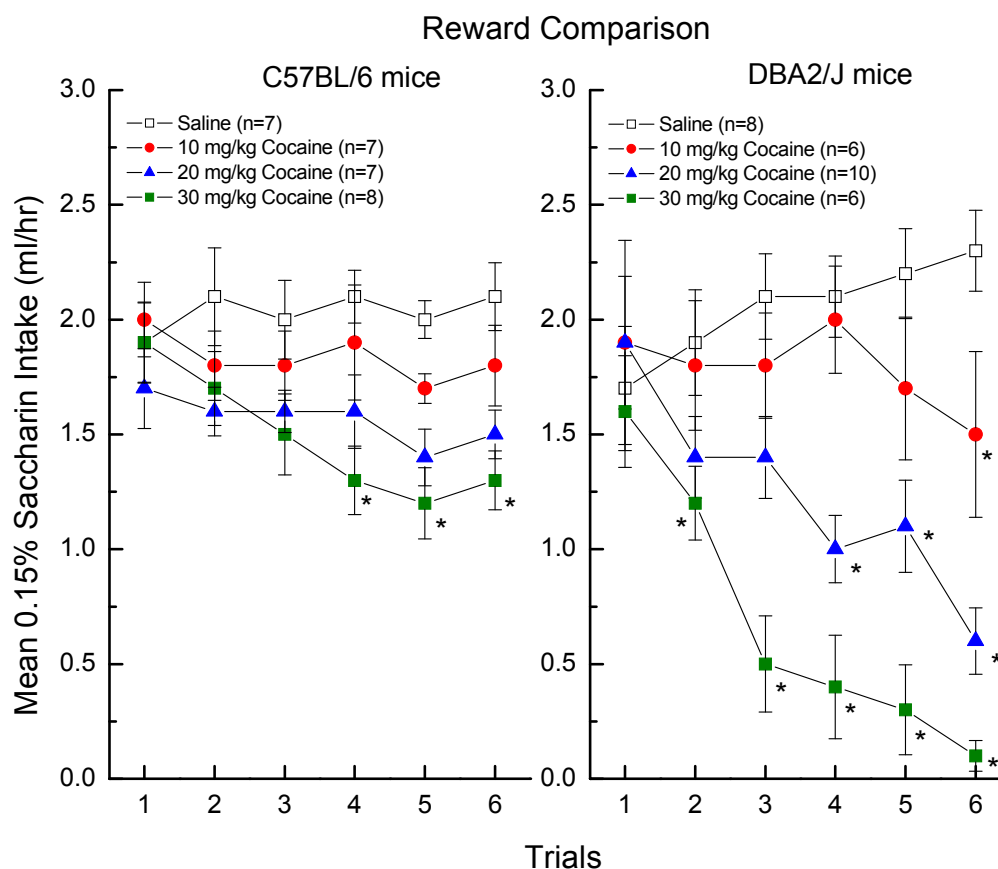 Reward Comparison
C57BL/6 mice
DBA2/J mice
Mean 0.15% Saccharin Intake (ml/hr)
3.0
2.5
2.0
1.5
1.0
0.5
0.0
Saline (n=7)
10 mg/kg Cocaine (n=7)
20 mg/kg Cocaine (n=7)
30 mg/kg Cocaine (n=8)
* * *
1 2 3 4 5 6
3.0
2.5
2.0
1.5
1.0
0.5
0.0
Saline (n=8)
10 mg/kg Cocaine (n=6)
20 mg/kg Cocaine (n=10)
30 mg/kg Cocaine (n=6)
*
*
* *
*
* * * *
1 2 3 4 5 6
Trials